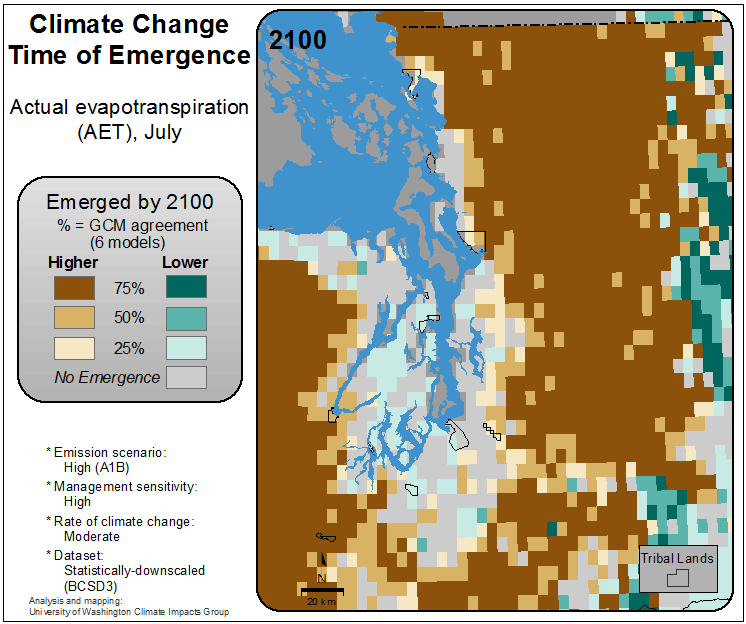 Climate Change
Time of Emergence
Actual evapotranspiration
(AET), July
Emerged by 2100
% = GCM agreement
(6 models)
Higher Lower
75%
50%
25%
No Emergence
* Emission scenario:
High (A1B)
* Management sensitivity:
High
* Rate of climate change:
Moderate
* Dataset:
Statistically-downscaled
(BCSD3)
Analysis and mapping:
University of Washington Climate Impacts Group
2100
N
20 km
Tribal Lands